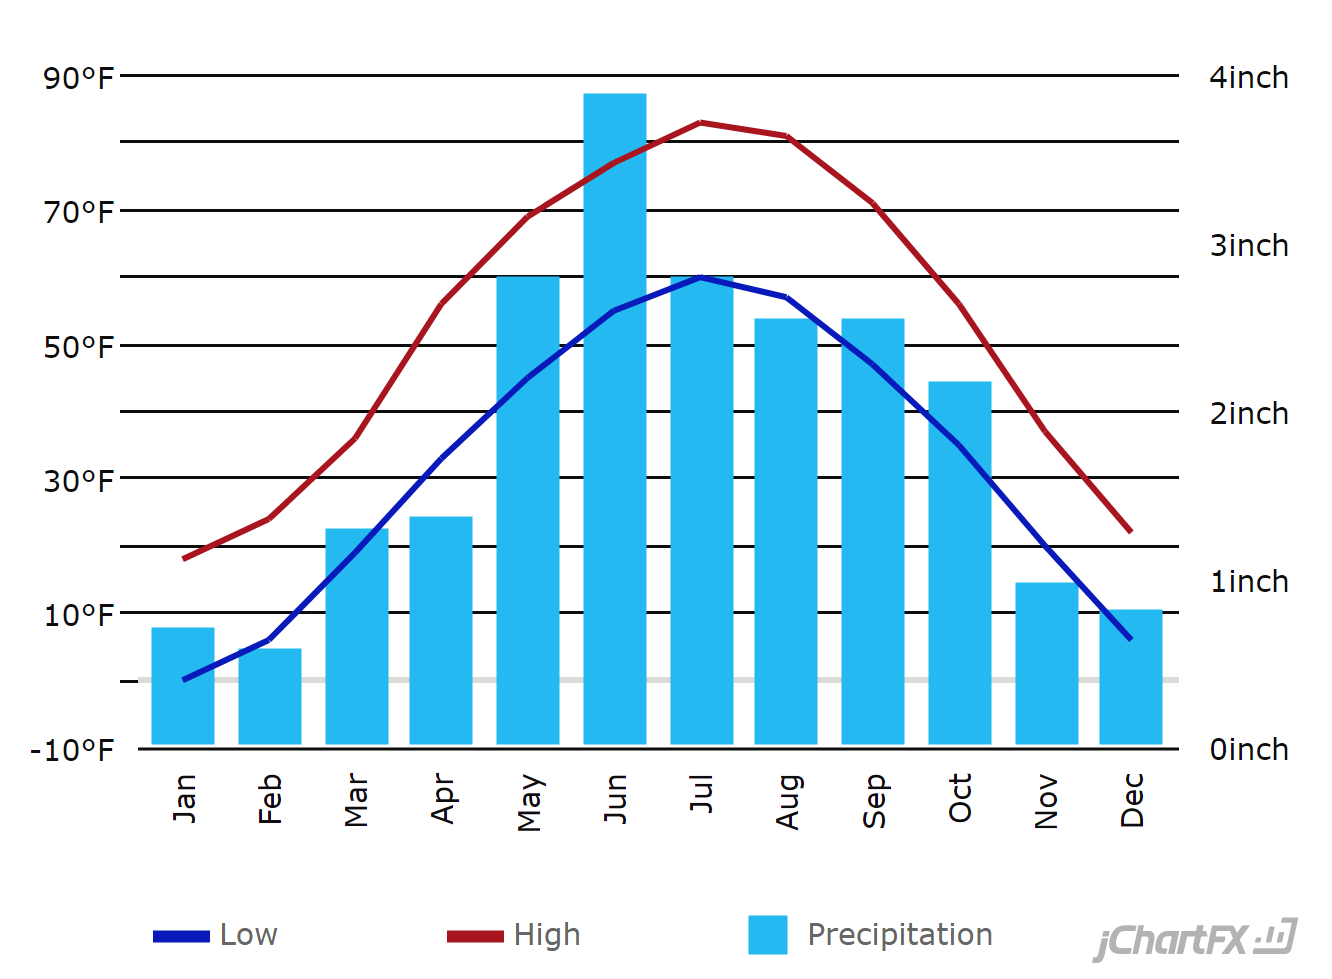 90°F
4inch
70°F
3inch
50°F
2inch
30°F
1inch
10°F
-10°F
0inch
Jan Feb Mar Apr May Jun Jul Aug Sep Oct Nov Dec
Low High Precipitation
jChartFX